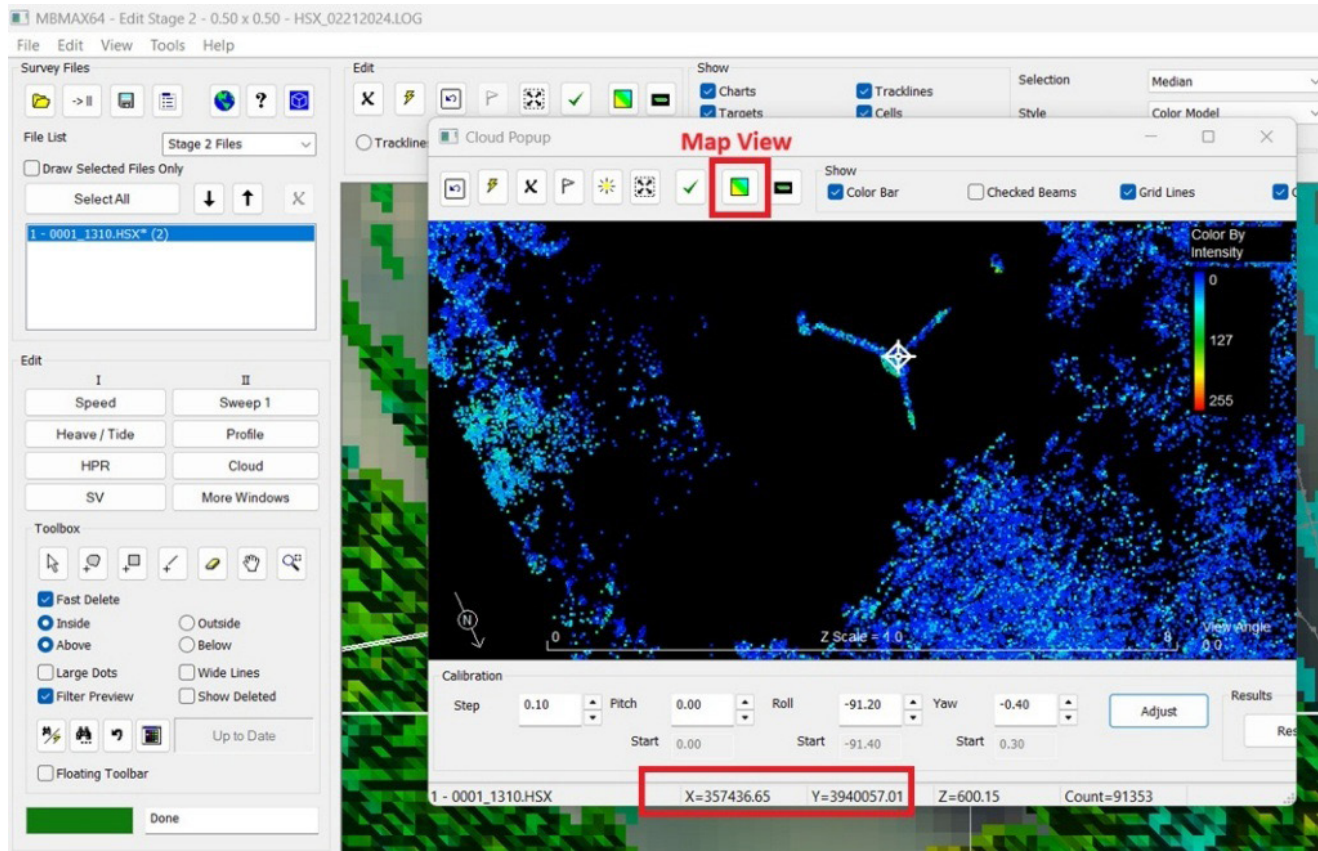 MBMAX64 - Edit Stage 2 - 0.50 x 0.50 - HSX_02212024.LOG
File Edit View Tools Help
Survey Files
->II
?
File List
Stage 2 Files
Draw Selected Files Only
Select All
X
1 - 0001_1310.HSX* (2)
Edit
I II
Speed Sweep 1
Heave / Tide Profile
HPR Cloud
SV More Windows
Toolbox
Fast Delete
Inside Outside
Above Below
Large Dots Wide Lines
Filter Preview Show Deleted
Up to Date
Floating Toolbar
Done
Edit
X
Trackline
Show
Charts Tracklines
Targets Cells
Selection Median
Style Color Model
Cloud Popup
Map View
X
Show
Color Bar Checked Beams Grid Lines
Color By
Intensity
0
127
255
N
0 Z Scale = 1.0 8
View Angle
0.0
Calibration
Step 0.10 Pitch 0.00 Roll -91.20 Yaw -0.40 Adjust
Start 0.00 Start -91.40 Start 0.30
Results
Res
1 - 0001_1310.HSX X=357436.65 Y=3940057.01 Z=600.15 Count=91353